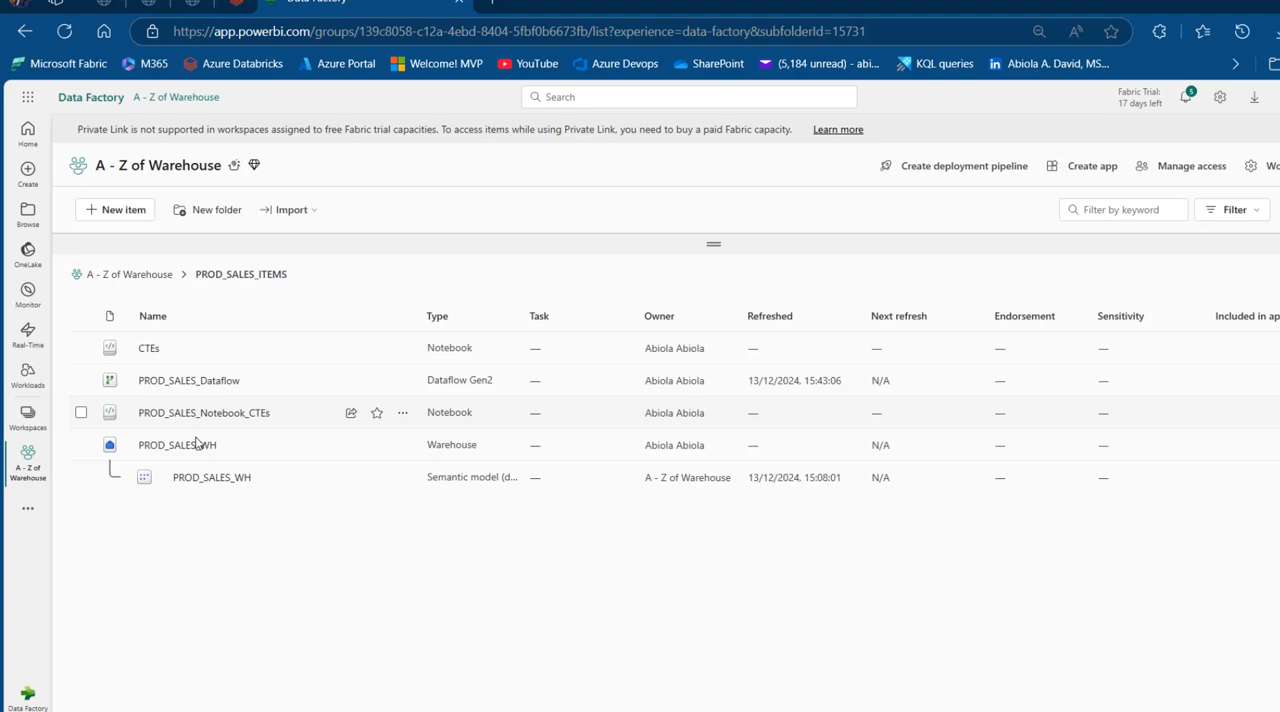 Data Factory
https://app.powerbi.com/groups/139c8058-c12a-4ebd-8404-5fbf0b6673fb/list?experience=data-factory&subfolderId=15731
Microsoft Fabric M365 Azure Databricks Azure Portal Welcome! MVP YouTube Azure Devops SharePoint (5,184 unread) - abi... KQL queries Abiola A. David, MS...
Data Factory A - Z of Warehouse Search Fabric Trial:
17 days left 5
Private Link is not supported in workspaces assigned to free Fabric trial capacities. To access items while using Private Link, you need to buy a paid Fabric capacity. Learn more
Home
Create
Browse
OneLake
Monitor
Real-Time
Workloads
Workspaces
A - Z of
Warehouse
Data Factory
A - Z of Warehouse Create deployment pipeline Create app Manage access Wo
New item New folder Import Filter by keyword Filter
A - Z of Warehouse > PROD_SALES_ITEMS
Name Type Task Owner Refreshed Next refresh Endorsement Sensitivity Included in ap
CTEs Notebook — Abiola Abiola — — — —
PROD_SALES_Dataflow Dataflow Gen2 — Abiola Abiola 13/12/2024, 15:43:06 N/A — —
PROD_SALES_Notebook_CTEs Notebook — Abiola Abiola — — — —
PROD_SALES_WH Warehouse — Abiola Abiola — N/A — —
PROD_SALES_WH Semantic model (d... — A - Z of Warehouse 13/12/2024, 15:08:01 N/A — —